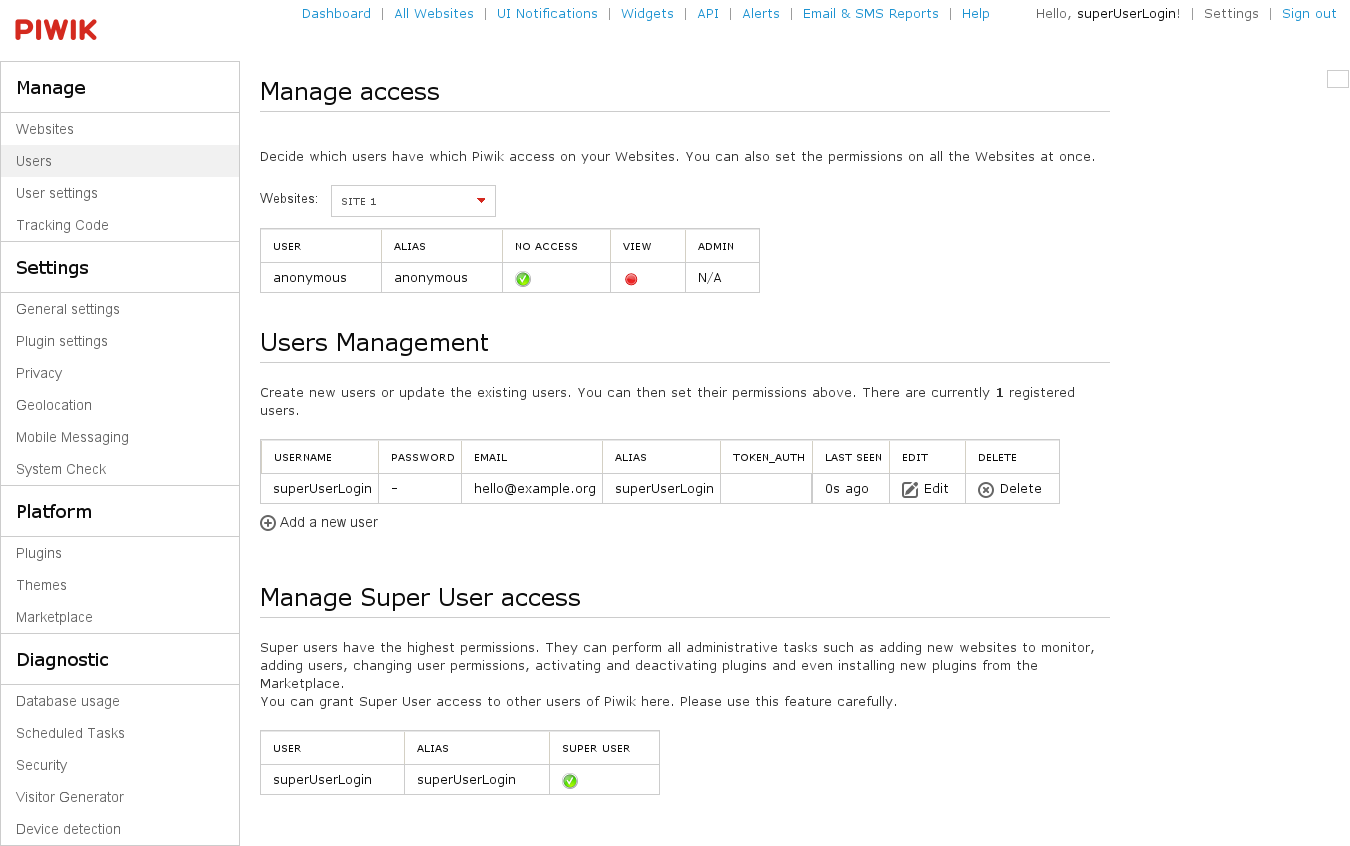 PIWIK
Dashboard | All Websites | UI Notifications | Widgets | API | Alerts | Email & SMS Reports | Help
Hello, superUserLogin! | Settings | Sign out
Manage
Websites
Users
User settings
Tracking Code
Settings
General settings
Plugin settings
Privacy
Geolocation
Mobile Messaging
System Check
Platform
Plugins
Themes
Marketplace
Diagnostic
Database usage
Scheduled Tasks
Security
Visitor Generator
Device detection
Manage access
Decide which users have which Piwik access on your Websites. You can also set the permissions on all the Websites at once.
Websites: SITE 1
USER ALIAS NO ACCESS VIEW ADMIN
anonymous anonymous N/A
Users Management
Create new users or update the existing users. You can then set their permissions above. There are currently 1 registered
users.
USERNAME PASSWORD EMAIL ALIAS TOKEN_AUTH LAST SEEN EDIT DELETE
superUserLogin - hello@example.org superUserLogin 0s ago Edit Delete
Add a new user
Manage Super User access
Super users have the highest permissions. They can perform all administrative tasks such as adding new websites to monitor,
adding users, changing user permissions, activating and deactivating plugins and even installing new plugins from the
Marketplace.
You can grant Super User access to other users of Piwik here. Please use this feature carefully.
USER ALIAS SUPER USER
superUserLogin superUserLogin